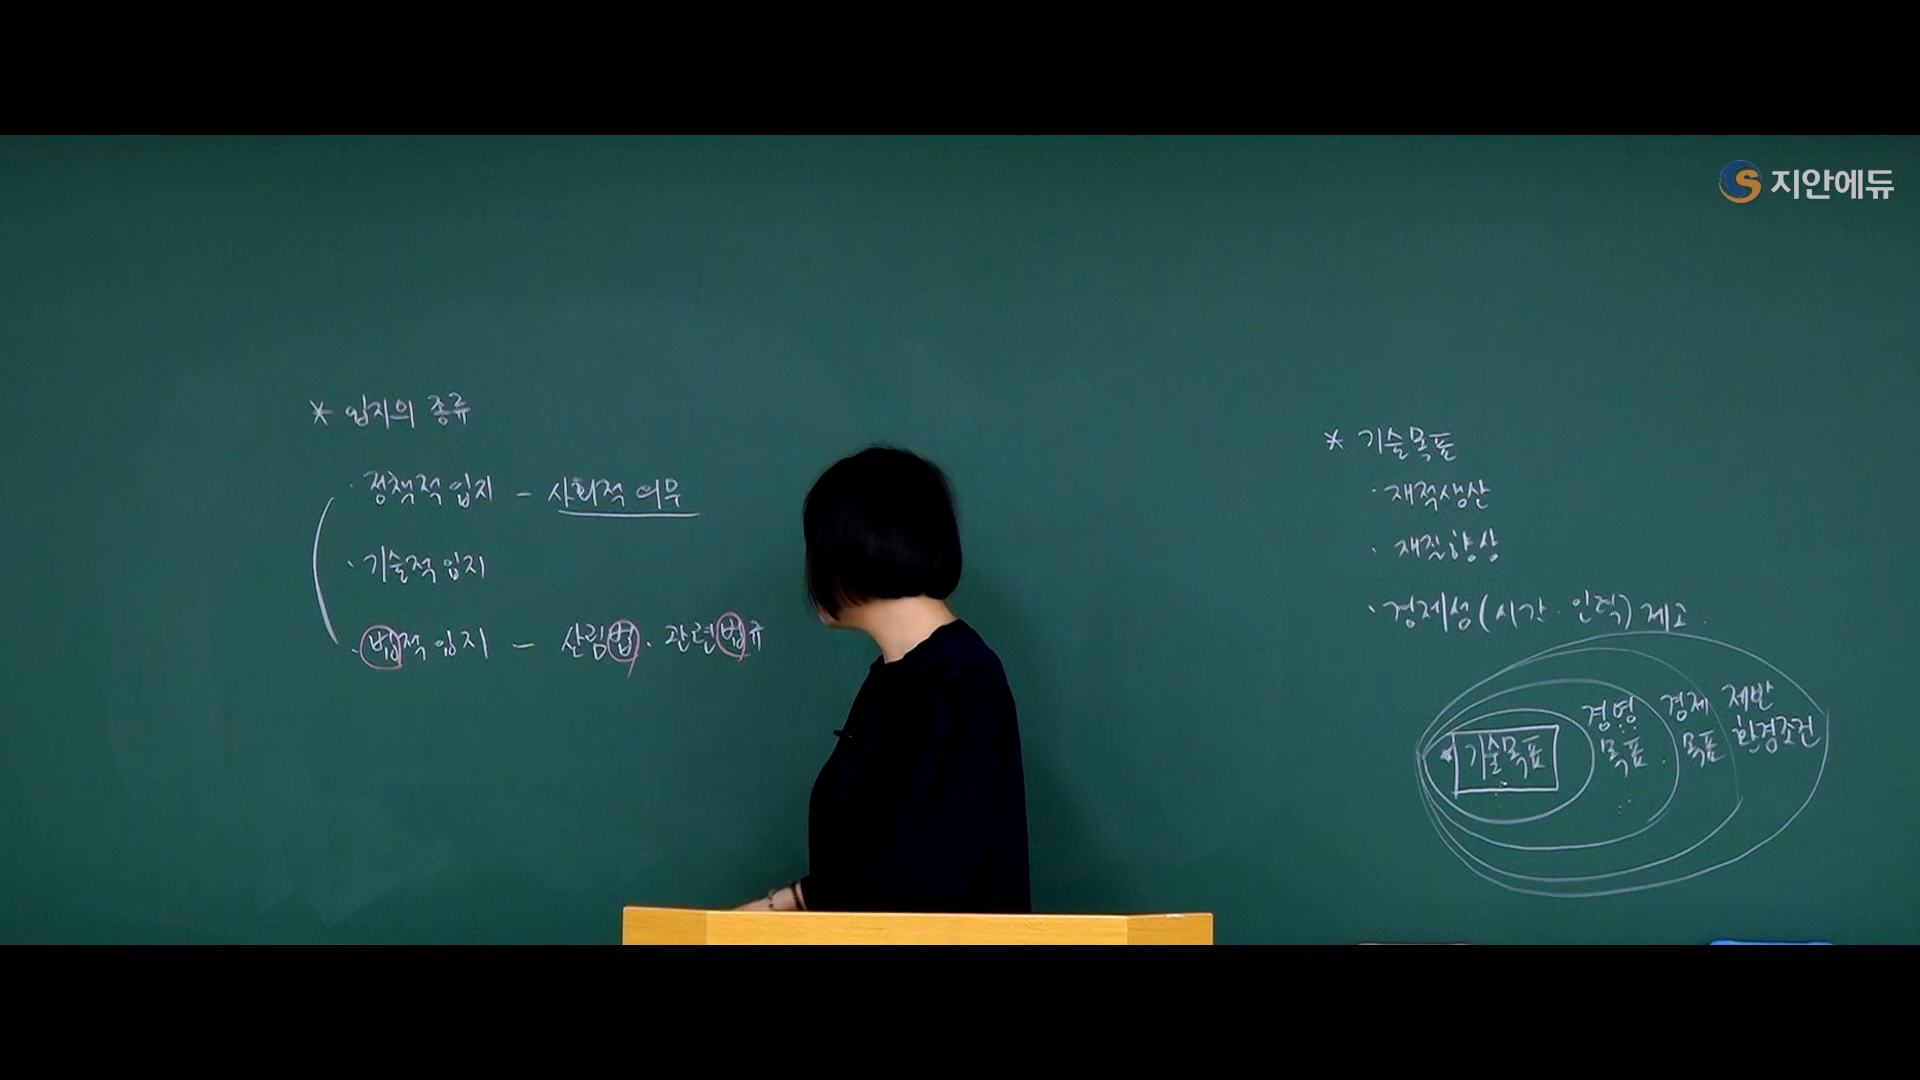 지안에듀
* 입지의 종류
· 정책적 입지 - 사회적 의무
· 기술적 입지
· 법적 입지 - 산림법 · 관련법규
* 기술목표
· 재적생산
· 재질향상
· 경제성 (시간 · 인력) 제고.
기술목표
경영
목표
경제
목표
제반
환경조건